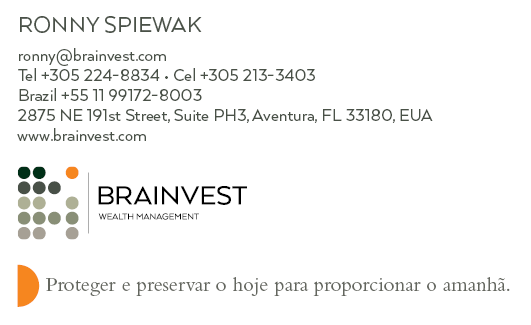 RONNY SPIEWAK
ronny@brainvest.com
Tel +305 224-8834 • Cel +305 213-3403
Brazil +55 11 99172-8003
2875 NE 191st Street, Suite PH3, Aventura, FL 33180, EUA
www.brainvest.com
BRAINVEST
WEALTH MANAGEMENT
Proteger e preservar o hoje para proporcionar o amanhã.